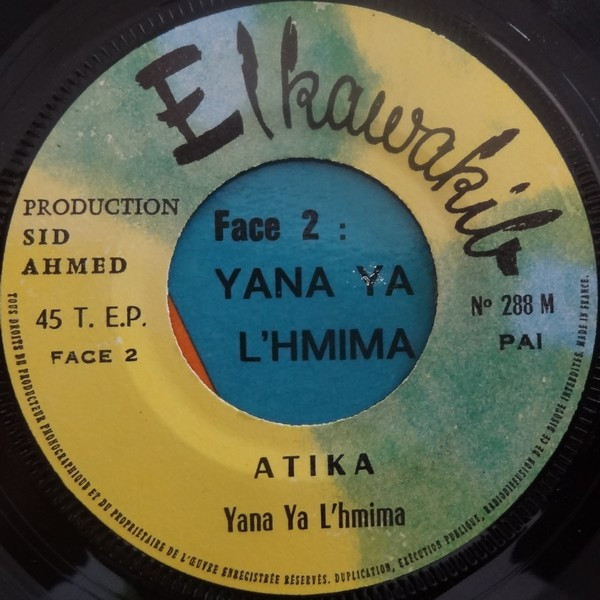 Elkawakib
PRODUCTION
SID
AHMED
45 T. E.P.
FACE 2
Face 2 :
YANA YA
L'HMIMA
Nº 288 M
PAI
ATIKA
Yana Ya L'hmima
TOUS DROITS DU PRODUCTEUR PHONOGRAPHIQUE ET DU PROPRIÉTAIRE DE L'ŒUVRE ENREGISTRÉE RÉSERVÉS. DUPLICATION, EXÉCUTION PUBLIQUE, RADIODIFFUSION DE CE DISQUE INTERDITES. MADE IN FRANCE.